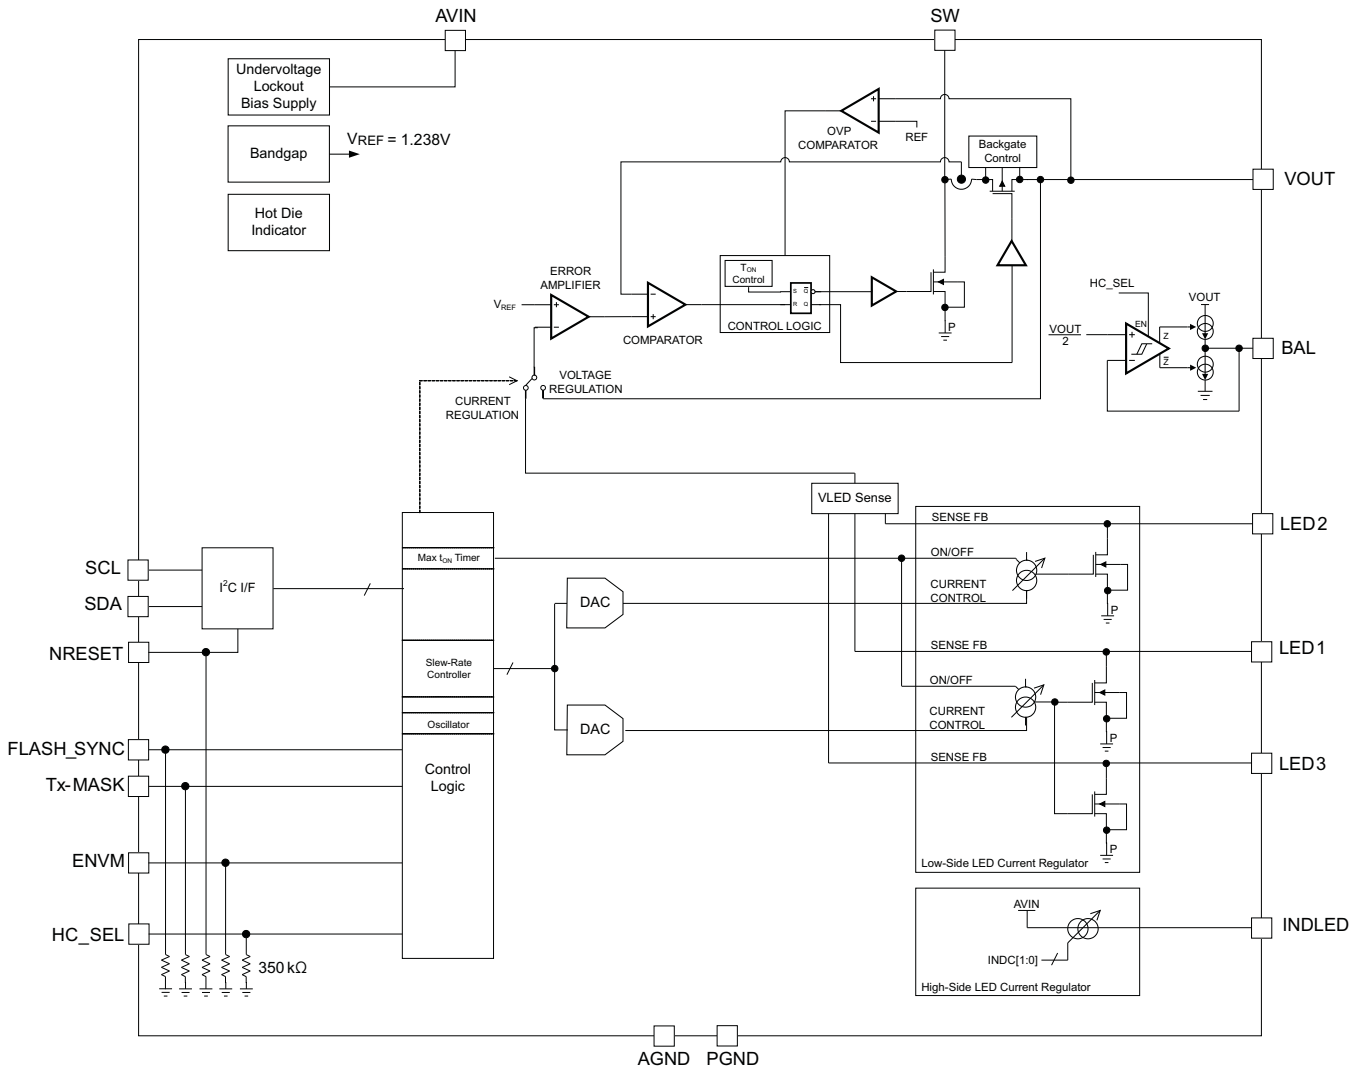 AVIN
SW
Undervoltage
Lockout
Bias Supply
Bandgap
VREF = 1.238V
Hot Die
Indicator
OVP
COMPARATOR
REF
Backgate
Control
VOUT
ERROR
AMPLIFIER
VREF
COMPARATOR
TON
Control
S
Q
R
Q
CONTROL LOGIC
P
HC_SEL
VOUT
EN
VOUT
2
Z
Z
BAL
VOLTAGE
REGULATION
CURRENT
REGULATION
VLED Sense
SENSE FB
LED2
SCL
SDA
I²C I/F
NRESET
Max tON Timer
Slew-Rate
Controller
Oscillator
Control
Logic
DAC
DAC
ON/OFF
CURRENT
CONTROL
P
SENSE FB
LED1
ON/OFF
CURRENT
CONTROL
P
SENSE FB
LED3
P
Low-Side LED Current Regulator
FLASH_SYNC
Tx-MASK
ENVM
HC_SEL
350 kΩ
AVIN
INDC[1:0]
INDLED
High-Side LED Current Regulator
AGND
PGND